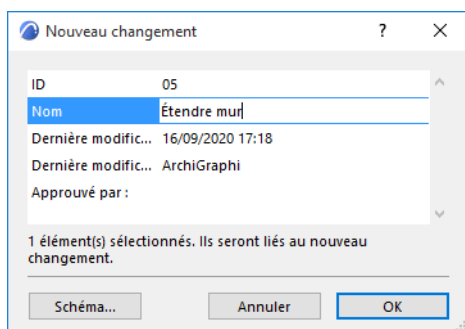 Nouveau changement ?
ID 05
Nom Étendre mur
Dernière modific... 16/09/2020 17:18
Dernière modific... ArchiGraphi
Approuvé par :
1 élément(s) sélectionnés. Ils seront liés au nouveau
changement.
Schéma... Annuler OK